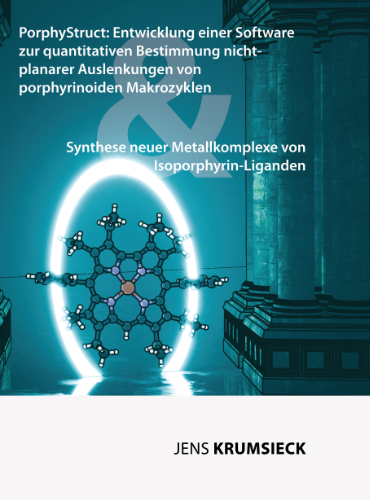 PorphyStruct: Entwicklung einer Software
zur quantitativen Bestimmung nicht-
planarer Auslenkungen von
porphyrinoiden Makrozyklen
&
Synthese neuer Metallkomplexe von
Isoporphyrin-Liganden
JENS KRUMSIECK